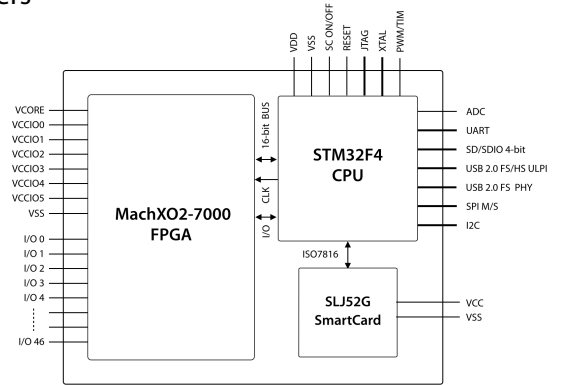 VDD
VSS
SC ON/OFF
RESET
JTAG
XTAL
PWM/TIM
VCORE
VCCIO0
VCCIO1
VCCIO2
VCCIO3
VCCIO4
VCCIO5
VSS
I/O 0
I/O 1
I/O 2
I/O 3
I/O 4
I/O 46
MachXO2-7000
FPGA
16-bit BUS
CLK
I/O
STM32F4
CPU
ADC
UART
SD/SDIO 4-bit
USB 2.0 FS/HS ULPI
USB 2.0 FS PHY
SPI M/S
I2C
ISO7816
SLJ52G
SmartCard
VCC
VSS